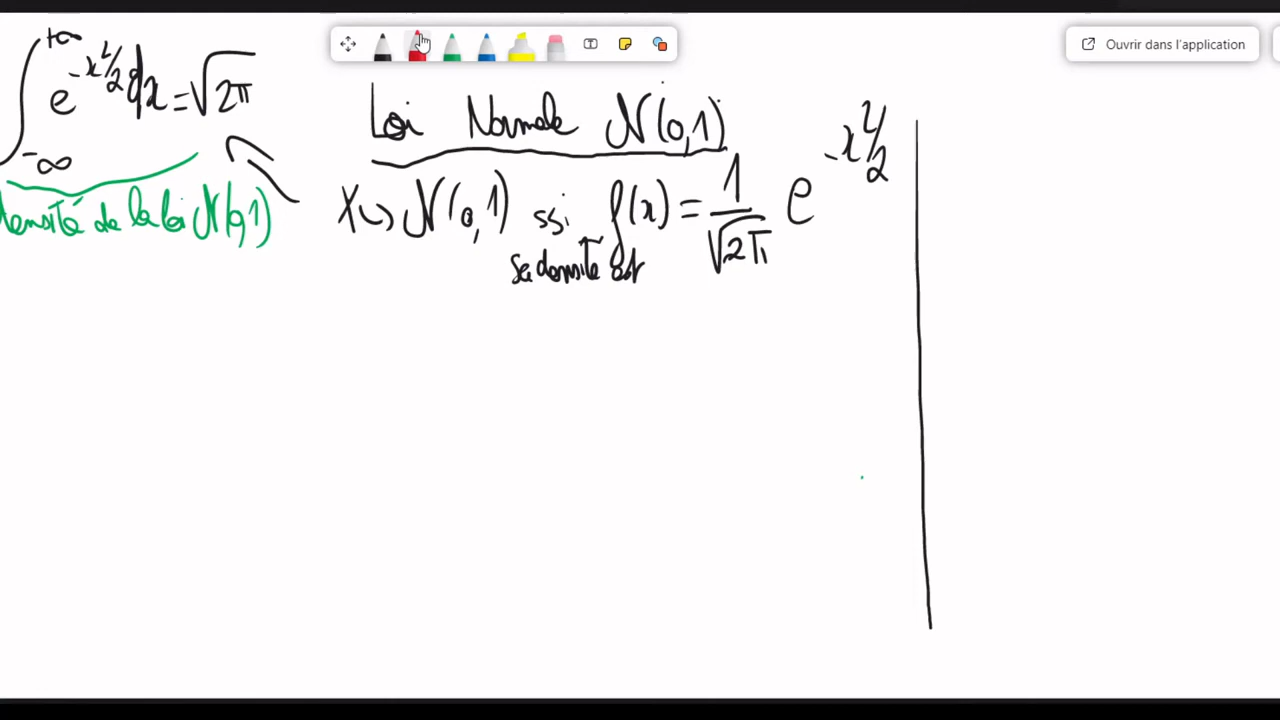 ∫_{-∞}^{+∞} e^{-x²/2} dx = √2π
densité de la loi N(0,1)
Ouvrir dans l'application
Loi Normale N(0,1)
X ↪ N(0,1) ssi f(x) = 1/√2π e^{-x²/2}
sa densité est